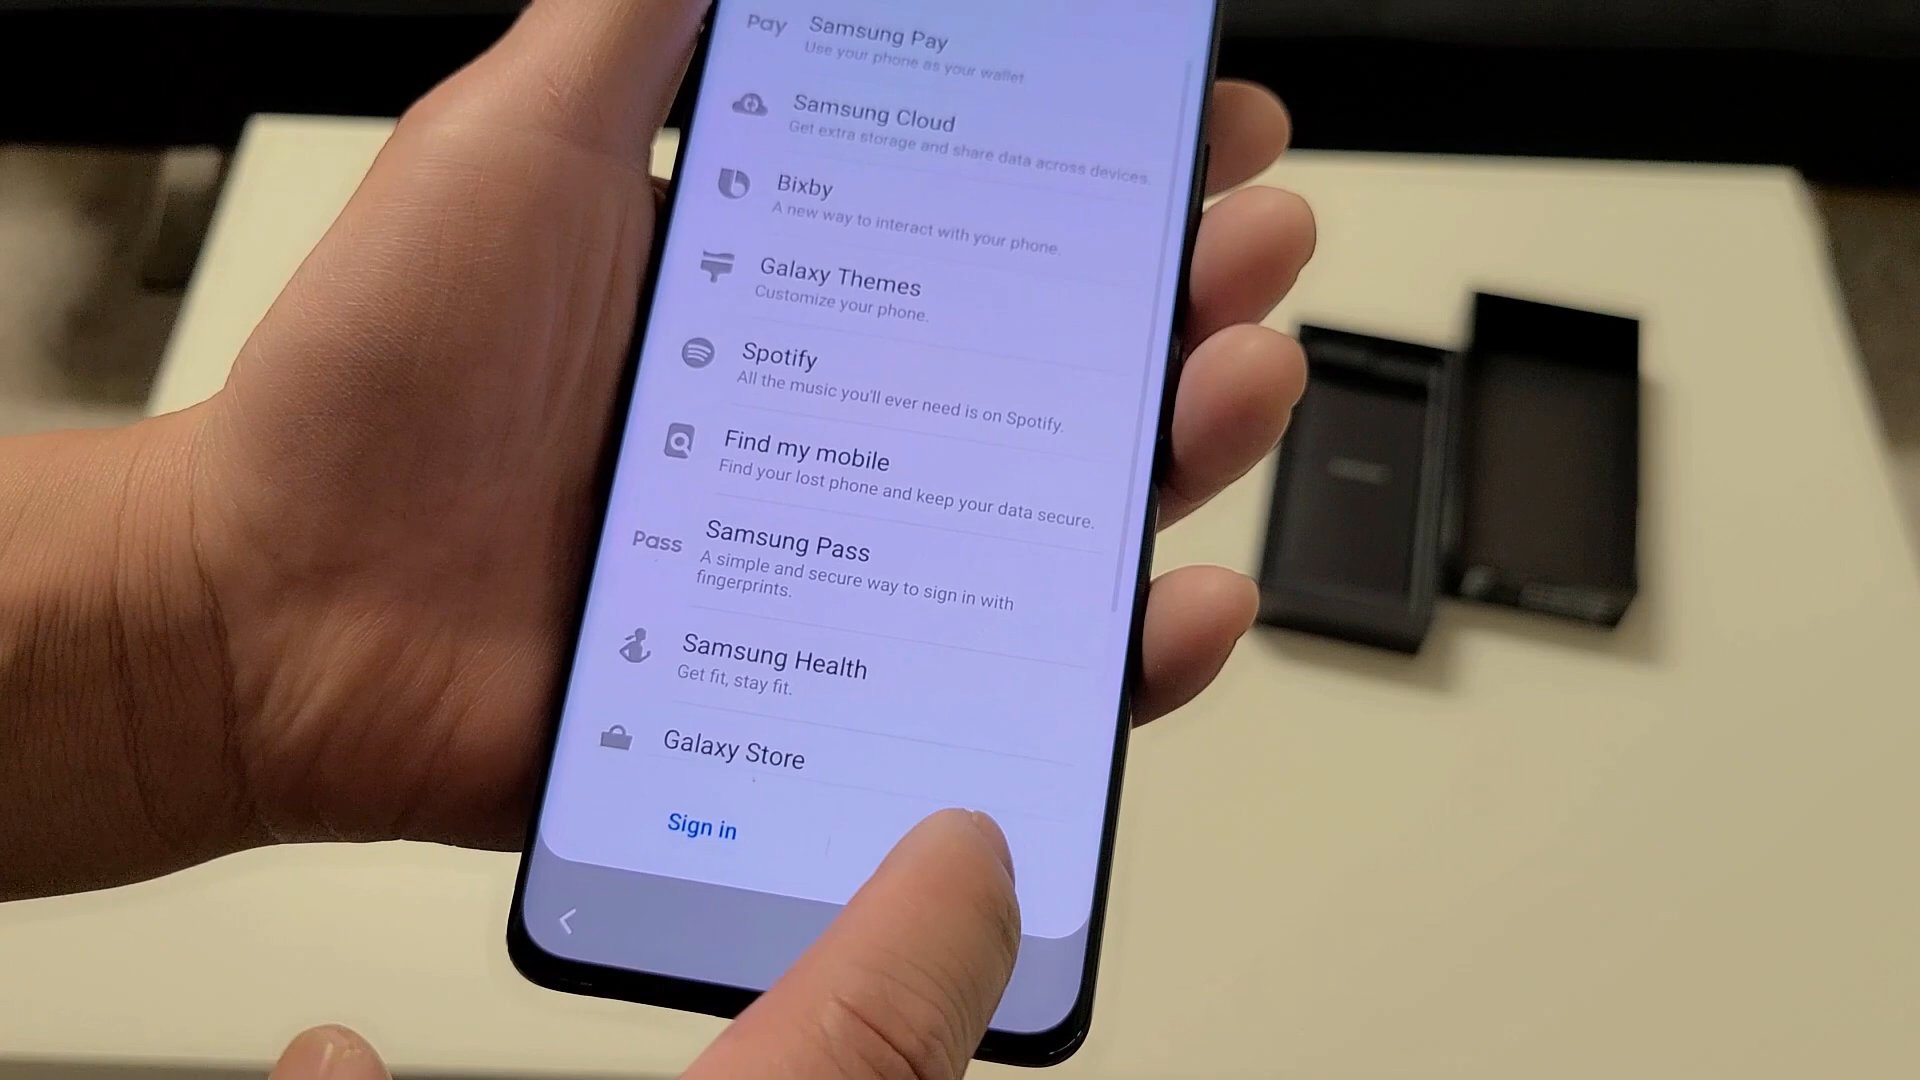 Pay
Samsung Pay
Use your phone as your wallet
Samsung Cloud
Get extra storage and share data across devices.
Bixby
A new way to interact with your phone.
Galaxy Themes
Customize your phone.
Spotify
All the music you'll ever need is on Spotify.
Find my mobile
Find your lost phone and keep your data secure.
Pass
Samsung Pass
A simple and secure way to sign in with
fingerprints.
Samsung Health
Get fit, stay fit.
Galaxy Store
Sign in